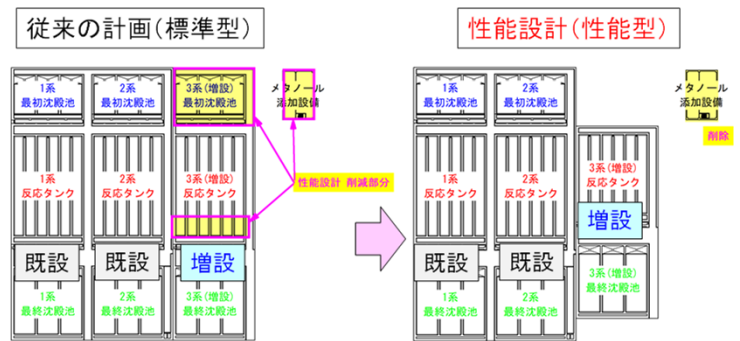 従来の計画(標準型)
1系
最初沈殿池
2系
最初沈殿池
3系(増設)
最初沈殿池
メタノール
添加設備
1系
反応タンク
2系
反応タンク
3系(増設)
反応タンク
性能設計 削減部分
既設
既設
増設
1系
最終沈殿池
2系
最終沈殿池
3系(増設)
最終沈殿池
性能設計(性能型)
1系
最初沈殿池
2系
最初沈殿池
メタノール
添加設備
削除
1系
反応タンク
2系
反応タンク
3系(増設)
反応タンク
増設
既設
既設
1系
最終沈殿池
2系
最終沈殿池
3系(増設)
最終沈殿池